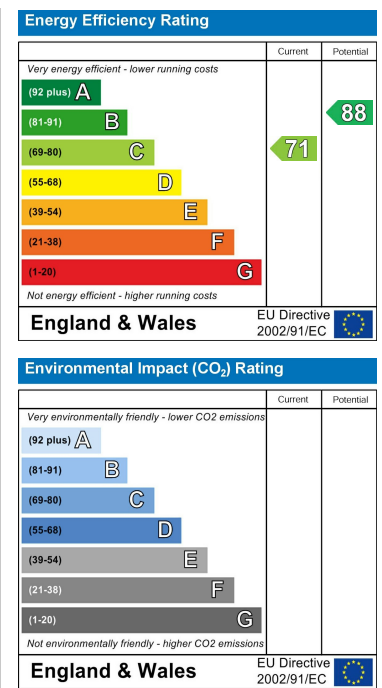 Energy Efficiency Rating
Current Potential
Very energy efficient - lower running costs
(92 plus) A
(81-91) B
88
(69-80) C
71
(55-68) D
(39-54) E
(21-38) F
(1-20) G
Not energy efficient - higher running costs
England & Wales
EU Directive
2002/91/EC
Environmental Impact (CO₂) Rating
Current Potential
Very environmentally friendly - lower CO2 emissions
(92 plus) A
(81-91) B
(69-80) C
(55-68) D
(39-54) E
(21-38) F
(1-20) G
Not environmentally friendly - higher CO2 emissions
England & Wales
EU Directive
2002/91/EC